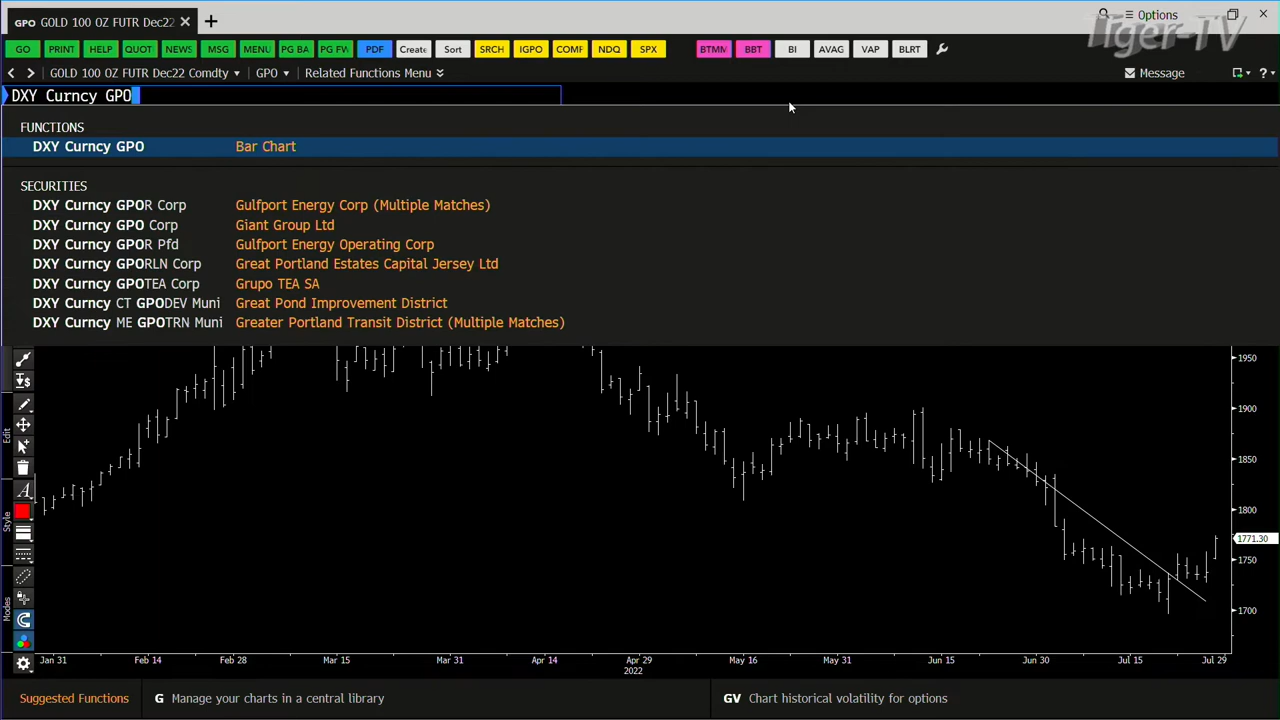 GPO GOLD 100 OZ FUTR Dec22
Options
Tiger-TV
GO PRINT HELP QUOT NEWS MSG MENU PG BA PG FW PDF Create Sort SRCH IGPO COMF NDQ SPX BTMM BBT BI AVAG VAP BLRT
GOLD 100 OZ FUTR Dec22 Comdty GPO Related Functions Menu Message
DXY Curncy GPO
FUNCTIONS
DXY Curncy GPO Bar Chart
SECURITIES
DXY Curncy GPOR Corp Gulfport Energy Corp (Multiple Matches)
DXY Curncy GPO Corp Giant Group Ltd
DXY Curncy GPOR Pfd Gulfport Energy Operating Corp
DXY Curncy GPORLN Corp Great Portland Estates Capital Jersey Ltd
DXY Curncy GPOTEA Corp Grupo TEA SA
DXY Curncy CT GPODEV Muni Great Pond Improvement District
DXY Curncy ME GPOTRN Muni Greater Portland Transit District (Multiple Matches)
1950
1900
1850
1800
1771.30
1750
1700
Edit
Style
Modes
Jan 31 Feb 14 Feb 28 Mar 15 Mar 31 Apr 14 Apr 29 May 16 May 31 Jun 15 Jun 30 Jul 15 Jul 29
2022
Suggested Functions G Manage your charts in a central library GV Chart historical volatility for options